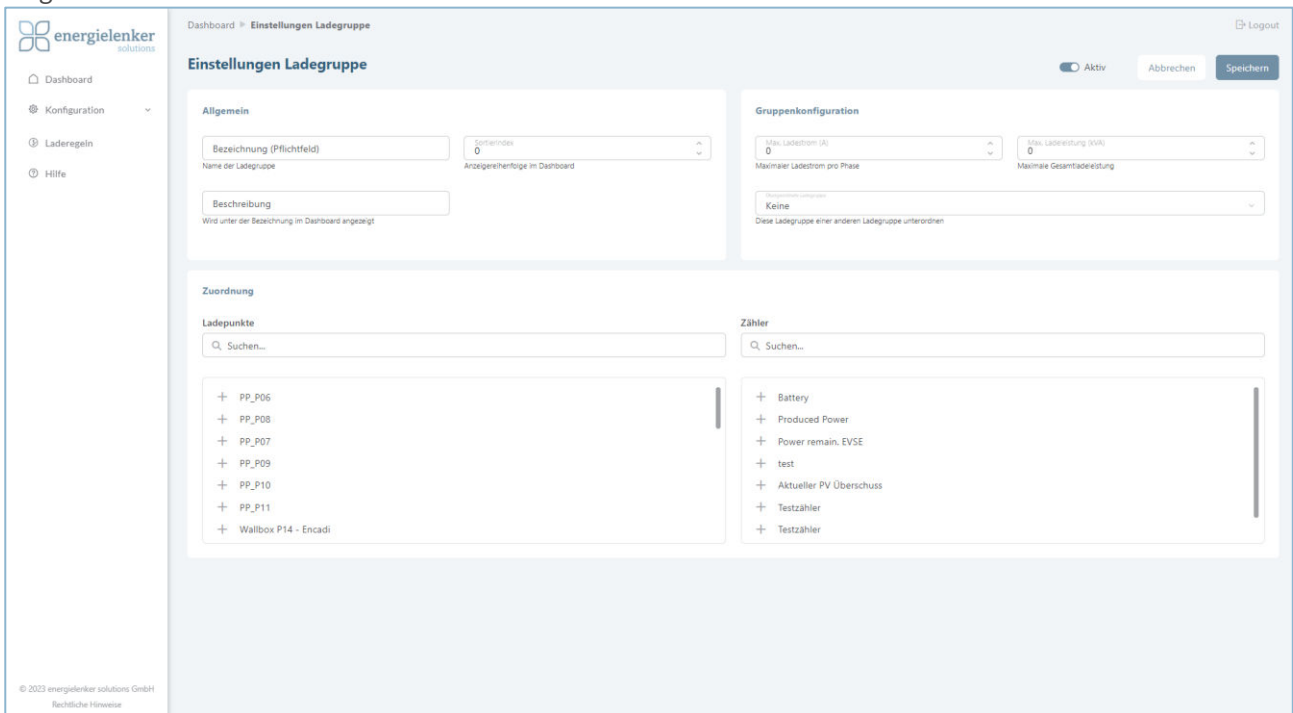 energielenker
solutions
Dashboard
Konfiguration
Laderegeln
Hilfe
© 2023 energielenker solutions GmbH
Rechtliche Hinweise
Dashboard Einstellungen Ladegruppe
Logout
Einstellungen Ladegruppe
Aktiv
Abbrechen
Speichern
Allgemein
Bezeichnung (Pflichtfeld)
Name der Ladegruppe
Sortierindex
0
Anzeigereihenfolge im Dashboard
Beschreibung
Wird unter der Bezeichnung im Dashboard angezeigt
Gruppenkonfiguration
Max. Ladestrom (A)
0
Maximaler Ladestrom pro Phase
Max. Ladeleistung (kVA)
0
Maximale Gesamtladeleistung
Keine
Diese Ladegruppe einer anderen Ladegruppe unterordnen
Zuordnung
Ladepunkte
Suchen...
PP_P06
PP_P08
PP_P07
PP_P09
PP_P10
PP_P11
Wallbox P14 - Encadi
Zähler
Suchen...
Battery
Produced Power
Power remain. EVSE
test
Aktueller PV Überschuss
Testzähler
Testzähler